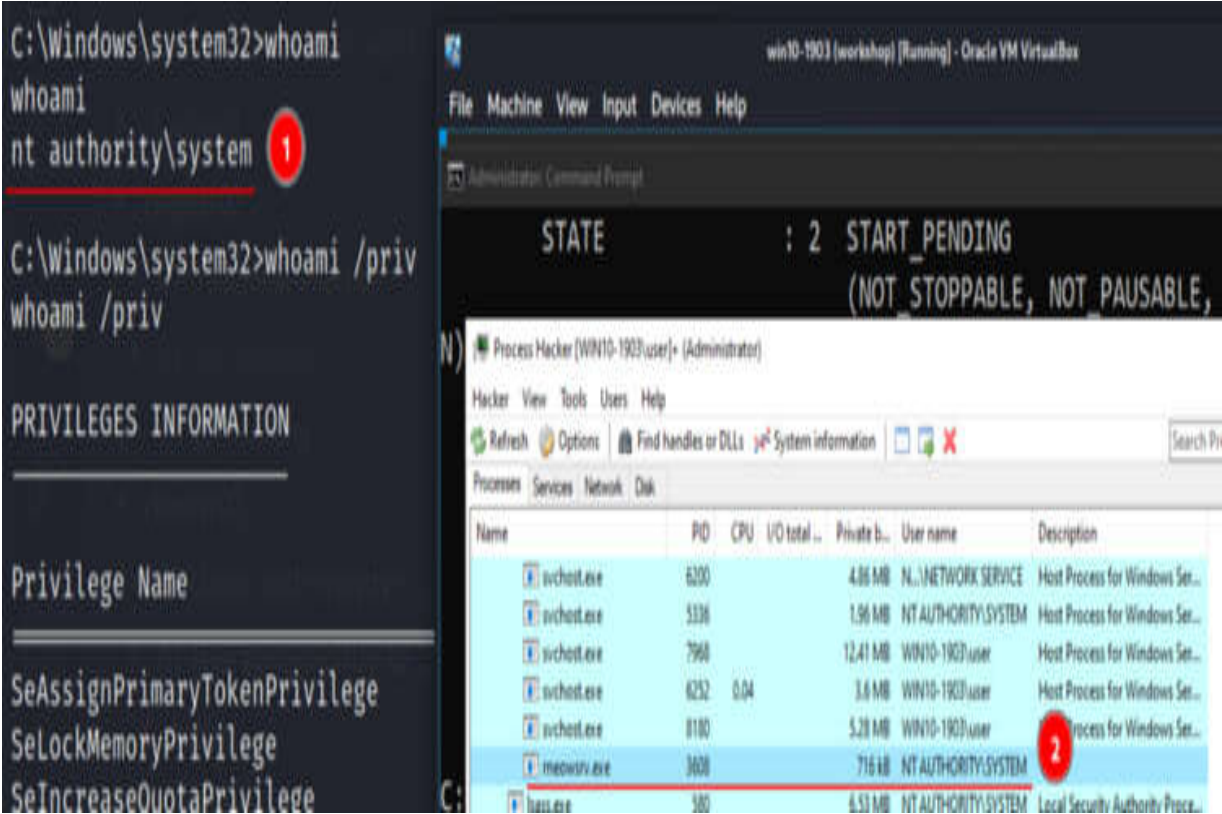 C:\Windows\system32>whoami
whoami
nt authority\system
1
C:\Windows\system32>whoami /priv
whoami /priv
PRIVILEGES INFORMATION
Privilege Name
SeAssignPrimaryTokenPrivilege
SeLockMemoryPrivilege
SeIncreaseQuotaPrivilege
win10-1903 (workshop) [Running] - Oracle VM VirtualBox
File Machine View Input Devices Help
Administrator: Command Prompt
STATE : 2 START_PENDING
(NOT_STOPPABLE, NOT_PAUSABLE,
N)
Process Hacker [WIN10-1903\user]+ (Administrator)
Hacker View Tools Users Help
Refresh Options Find handles or DLLs System information Search Pr
Processes Services Network Disk
Name PID CPU I/O total ... Private b... User name Description
svchost.exe 6200 4.86 MB N...\NETWORK SERVICE Host Process for Windows Ser...
svchost.exe 5336 1.96 MB NT AUTHORITY\SYSTEM Host Process for Windows Ser...
svchost.exe 7968 12.41 MB WIN10-1903\user Host Process for Windows Ser...
svchost.exe 6252 0.04 3.6 MB WIN10-1903\user Host Process for Windows Ser...
svchost.exe 8180 5.28 MB WIN10-1903\user rocess for Windows Ser...
meowsrv.exe 3608 716 kB NT AUTHORITY\SYSTEM
2
C:
lsass.exe 580 6.53 MB NT AUTHORITY\SYSTEM Local Security Authority Proce...